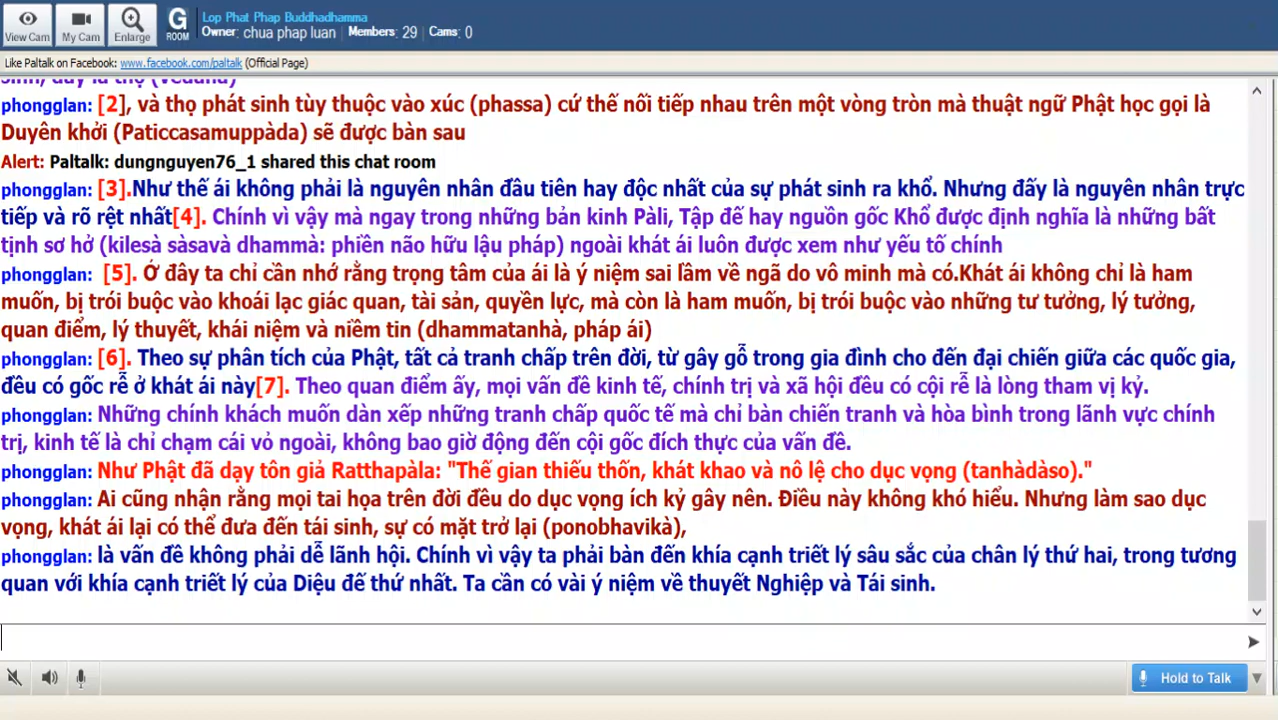 Lop Phat Phap Buddhadhamma
View Cam My Cam Enlarge G ROOM Owner: chua phap luan Members: 29 Cams: 0
Like Paltalk on Facebook: www.facebook.com/paltalk (Official Page)
sinh, đấy là thọ (vedanà)
phongglan: [2], và thọ phát sinh tùy thuộc vào xúc (phassa) cứ thế nối tiếp nhau trên một vòng tròn mà thuật ngữ Phật học gọi là
Duyên khởi (Paticcasamuppàda) sẽ được bàn sau
Alert: Paltalk: dungnguyen76_1 shared this chat room
phongglan: [3].Như thế ái không phải là nguyên nhân đầu tiên hay độc nhất của sự phát sinh ra khổ. Nhưng đấy là nguyên nhân trực
tiếp và rõ rệt nhất[4]. Chính vì vậy mà ngay trong những bản kinh Pàli, Tập đế hay nguồn gốc Khổ được định nghĩa là những bất
tịnh sơ hở (kilesà sàsavà dhammà: phiền não hữu lậu pháp) ngoài khát ái luôn được xem như yếu tố chính
phongglan: [5]. Ở đây ta chỉ cần nhớ rằng trọng tâm của ái là ý niệm sai lầm về ngã do vô minh mà có.Khát ái không chỉ là ham
muốn, bị trói buộc vào khoái lạc giác quan, tài sản, quyền lực, mà còn là ham muốn, bị trói buộc vào những tư tưởng, lý tưởng,
quan điểm, lý thuyết, khái niệm và niềm tin (dhammatanhà, pháp ái)
phongglan: [6]. Theo sự phân tích của Phật, tất cả tranh chấp trên đời, từ gây gỗ trong gia đình cho đến đại chiến giữa các quốc gia,
đều có gốc rễ ở khát ái này[7]. Theo quan điểm ấy, mọi vấn đề kinh tế, chính trị và xã hội đều có cội rễ là lòng tham vị kỷ.
phongglan: Những chính khách muốn dàn xếp những tranh chấp quốc tế mà chỉ bàn chiến tranh và hòa bình trong lãnh vực chính
trị, kinh tế là chỉ chạm cái vỏ ngoài, không bao giờ động đến cội gốc đích thực của vấn đề.
phongglan: Như Phật đã dạy tôn giả Ratthapàla: "Thế gian thiếu thốn, khát khao và nô lệ cho dục vọng (tanhàdàso)."
phongglan: Ai cũng nhận rằng mọi tai họa trên đời đều do dục vọng ích kỷ gây nên. Điều này không khó hiểu. Nhưng làm sao dục
vọng, khát ái lại có thể đưa đến tái sinh, sự có mặt trở lại (ponobhavikà),
phongglan: là vấn đề không phải dễ lãnh hội. Chính vì vậy ta phải bàn đến khía cạnh triết lý sâu sắc của chân lý thứ hai, trong tương
quan với khía cạnh triết lý của Diệu đế thứ nhất. Ta cần có vài ý niệm về thuyết Nghiệp và Tái sinh.
Hold to Talk